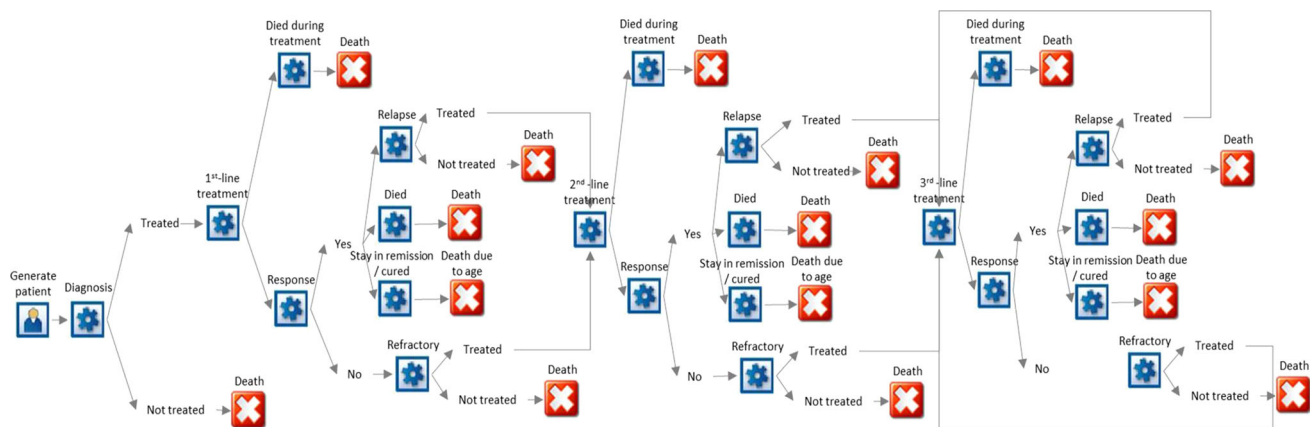 Generate
patient
Diagnosis
Treated
Not treated
Death
1st-line
treatment
Died during
treatment
Death
Response
Yes
No
Relapse
Treated
Not treated
Death
Died
Death
Stay in remission
/ cured
Death due
to age
Refractory
Treated
Not treated
Death
2nd -line
treatment
Died during
treatment
Death
Response
Yes
No
Relapse
Treated
Not treated
Death
Died
Death
Stay in remission
/ cured
Death due
to age
Refractory
Treated
Not treated
Death
3rd -line
treatment
Died during
treatment
Death
Response
Yes
No
Relapse
Treated
Not treated
Death
Died
Death
Stay in remission
/ cured
Death due
to age
Refractory
Treated
Not treated
Death